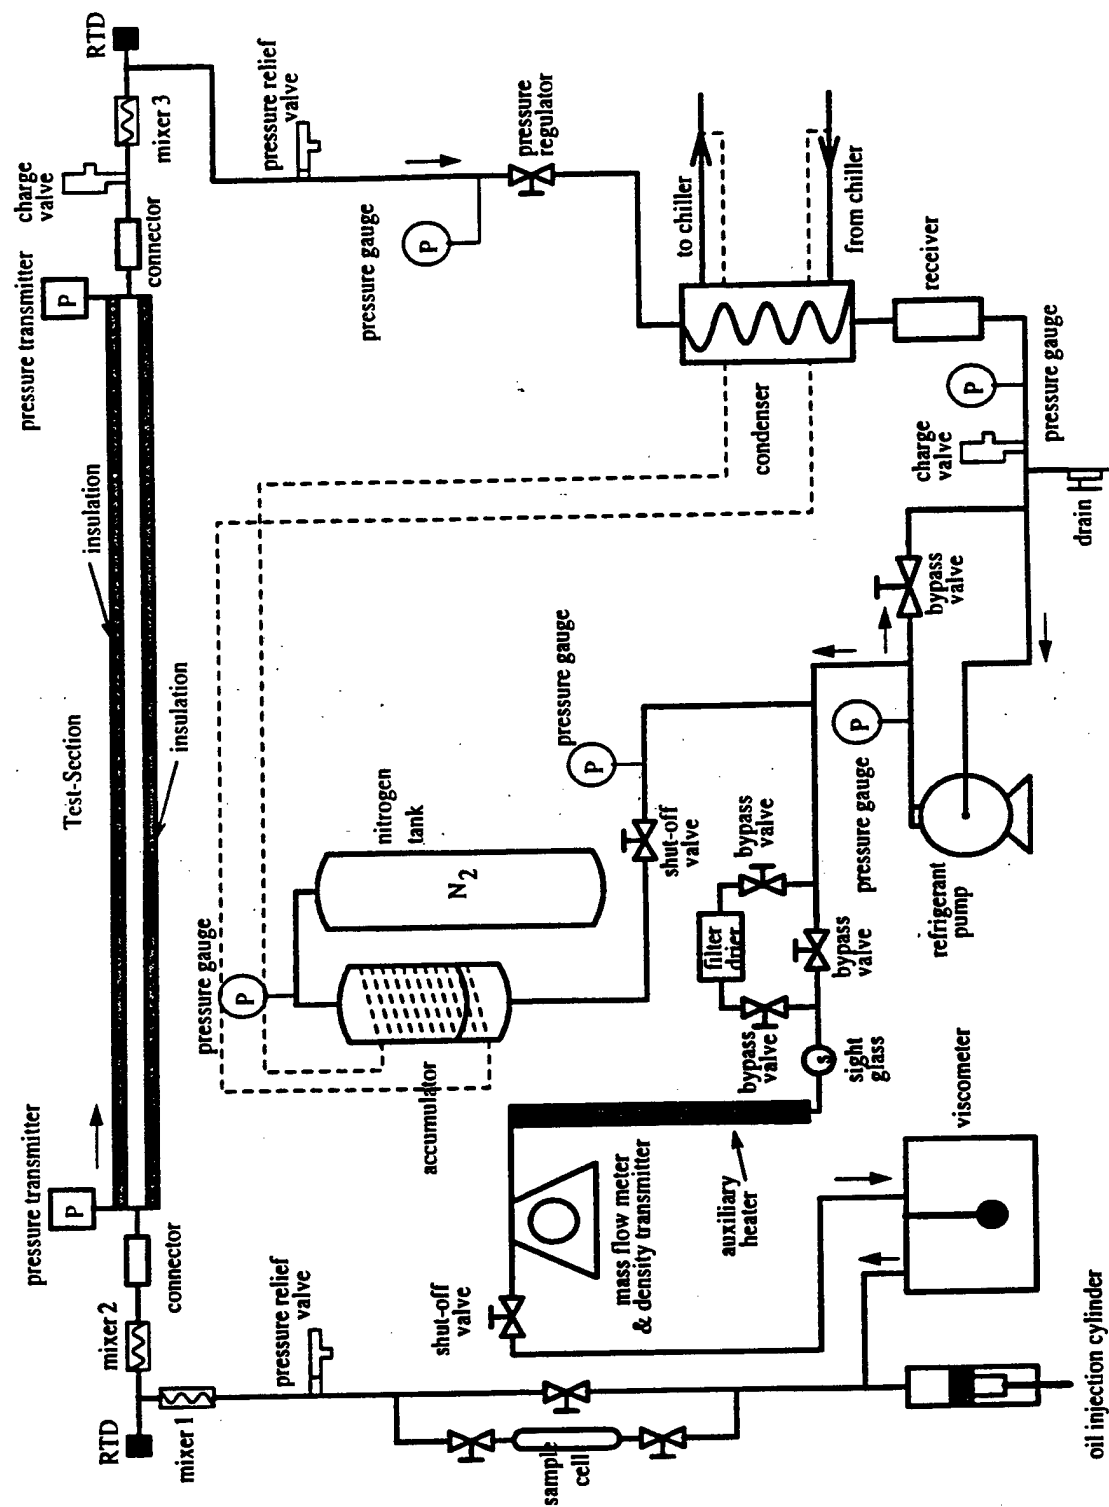 RTD
mixer 1
mixer 2
connector
pressure transmitter
P
Test-Section
insulation
insulation
pressure transmitter
P
connector
charge
valve
mixer 3
RTD
pressure relief
valve
pressure relief
valve
pressure gauge
P
pressure
regulator
to chiller
from chiller
condenser
receiver
pressure gauge
P
charge
valve
drain
bypass
valve
pressure gauge
P
refrigerant
pump
pressure gauge
P
shut-off
valve
nitrogen
tank
N2
pressure gauge
P
accumulator
bypass
valve
filter
drier
bypass
valve
bypass
valve
S
sight
glass
auxiliary
heater
mass flow meter
& density transmitter
shut-off
valve
viscometer
sample
cell
oil injection cylinder